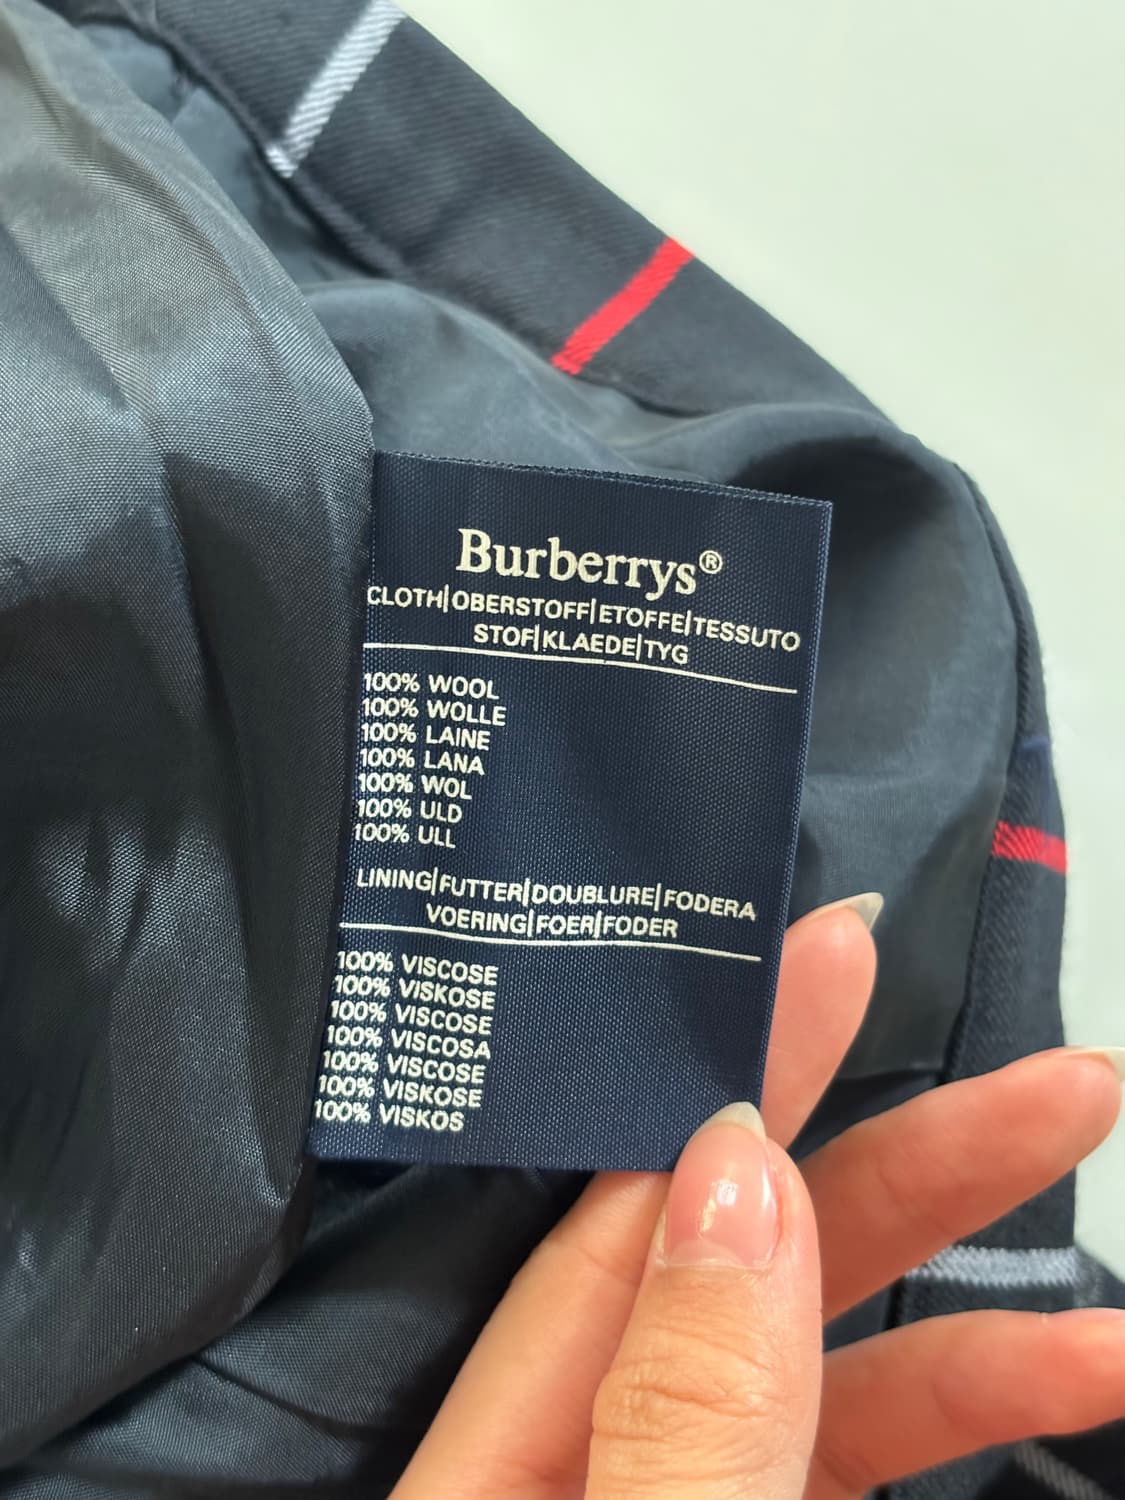 Burberrys®
CLOTH|OBERSTOFF|ETOFFE|TESSUTO
STOF|KLAEDE|TYG
100% WOOL
100% WOLLE
100% LAINE
100% LANA
100% WOL
100% ULD
100% ULL
LINING|FUTTER|DOUBLURE|FODERA
VOERING|FOER|FODER
100% VISCOSE
100% VISKOSE
100% VISCOSE
100% VISCOSA
100% VISCOSE
100% VISKOSE
100% VISKOS